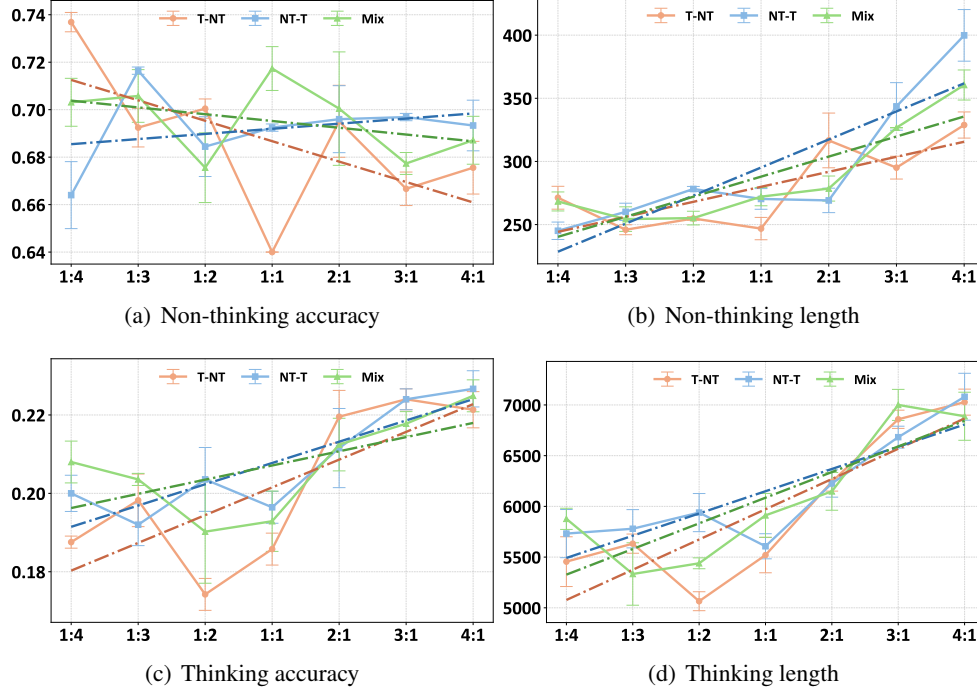 T-NT NT-T Mix
0.74
0.72
0.70
0.68
0.66
0.64
1:4 1:3 1:2 1:1 2:1 3:1 4:1
(a) Non-thinking accuracy
T-NT NT-T Mix
400
350
300
250
1:4 1:3 1:2 1:1 2:1 3:1 4:1
(b) Non-thinking length
T-NT NT-T Mix
0.22
0.20
0.18
1:4 1:3 1:2 1:1 2:1 3:1 4:1
(c) Thinking accuracy
T-NT NT-T Mix
7000
6500
6000
5500
5000
1:4 1:3 1:2 1:1 2:1 3:1 4:1
(d) Thinking length